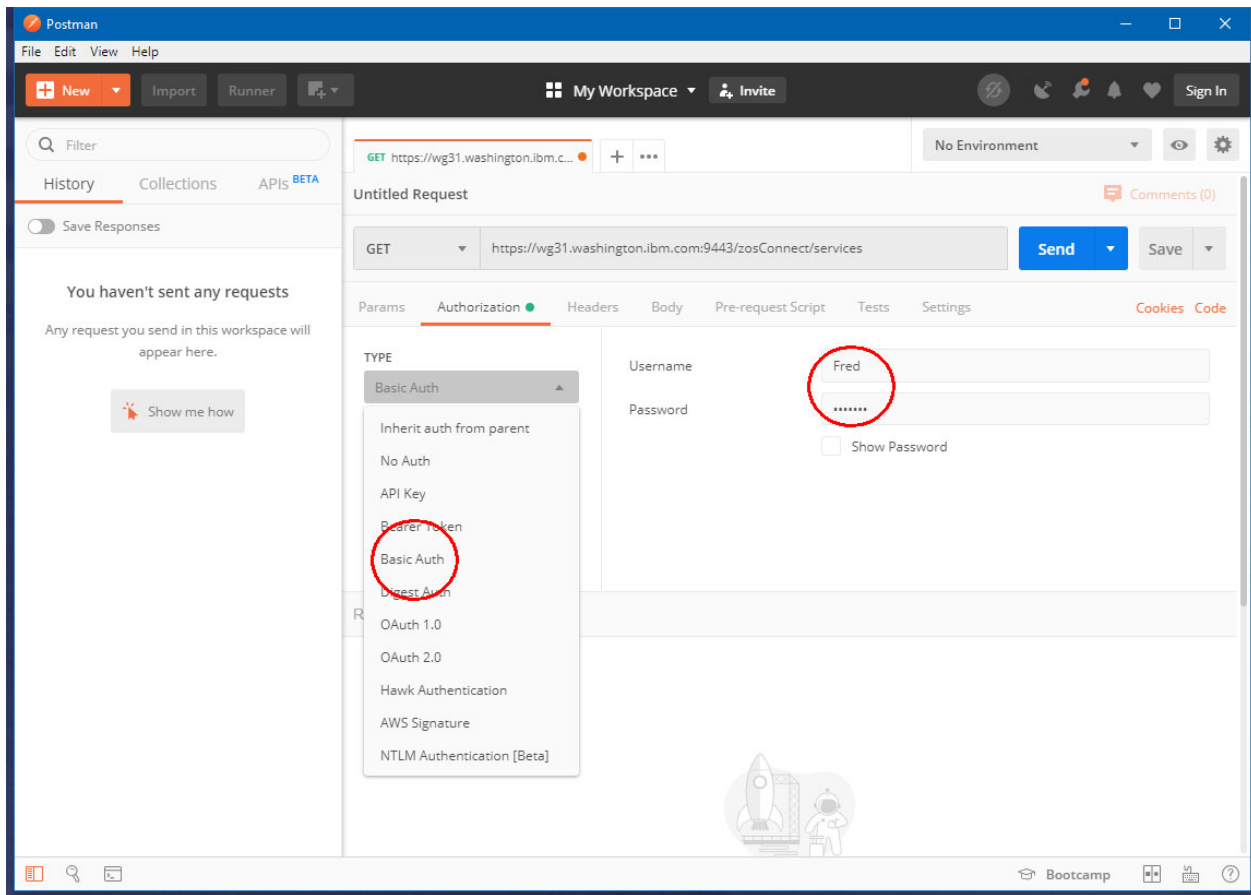 Postman
File Edit View Help
New Import Runner My Workspace Invite Sign In
Filter
History Collections APIs BETA
Save Responses
You haven't sent any requests
Any request you send in this workspace will
appear here.
Show me how
GET https://wg31.washington.ibm.c...
No Environment
Untitled Request
Comments (0)
GET https://wg31.washington.ibm.com:9443/zosConnect/services Send Save
Params Authorization Headers Body Pre-request Script Tests Settings Cookies Code
TYPE
Basic Auth
Inherit auth from parent
No Auth
API Key
Bearer Token
Basic Auth
Digest Auth
OAuth 1.0
OAuth 2.0
Hawk Authentication
AWS Signature
NTLM Authentication [Beta]
Username Fred
Password •••••••
Show Password
R
Bootcamp